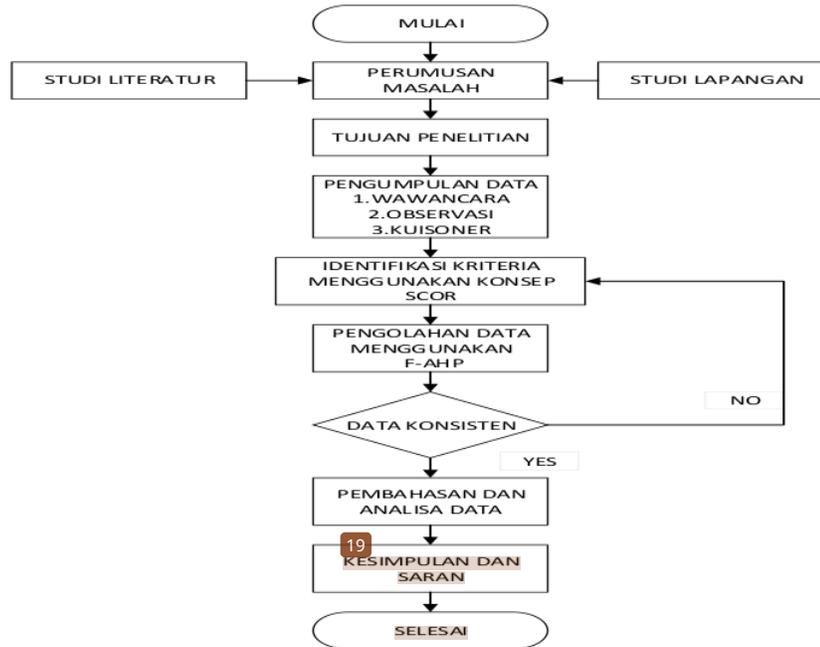 MULAI
STUDI LITERATUR
PERUMUSAN
MASALAH
STUDI LAPANGAN
TUJUAN PENELITIAN
PENGUMPULAN DATA
1.WAWANCARA
2.OBSERVASI
3.KUISONER
IDENTIFIKASI KRITERIA
MENGGUNAKAN KONSEP
SCOR
PENGOLAHAN DATA
MENGGUNAKAN
F-AHP
NO
DATA KONSISTEN
YES
PEMBAHASAN DAN
ANALISA DATA
19
KESIMPULAN DAN
SARAN
SELESAI